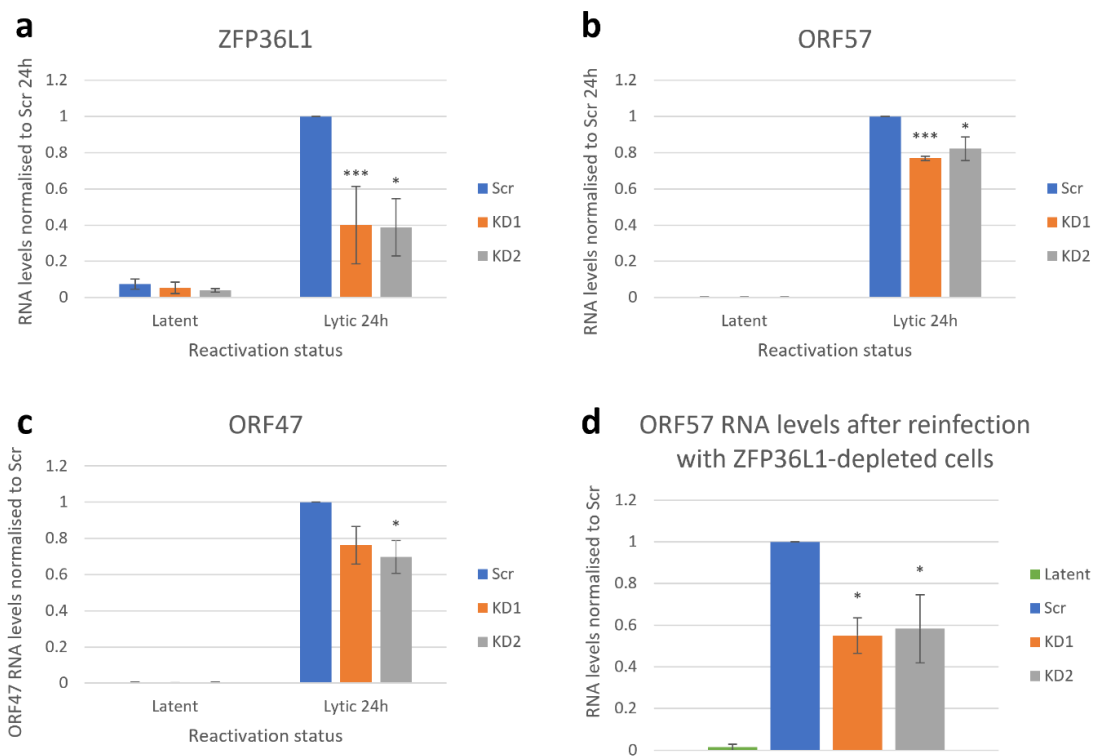 a
ZFP36L1
RNA levels normalised to Scr 24h
1.2
1
0.8
0.6
0.4
0.2
0
***
*
Latent
Lytic 24h
Reactivation status
Scr
KD1
KD2
b
ORF57
RNA levels normalised to Scr 24h
1.2
1
0.8
0.6
0.4
0.2
0
***
*
Latent
Lytic 24h
Reactivation status
Scr
KD1
KD2
c
ORF47
ORF47 RNA levels normalised to Scr
1.2
1
0.8
0.6
0.4
0.2
0
*
Latent
Lytic 24h
Reactivation status
Scr
KD1
KD2
d
ORF57 RNA levels after reinfection
with ZFP36L1-depleted cells
RNA levels normalised to Scr
1.2
1
0.8
0.6
0.4
0.2
0
*
*
Latent
Scr
KD1
KD2